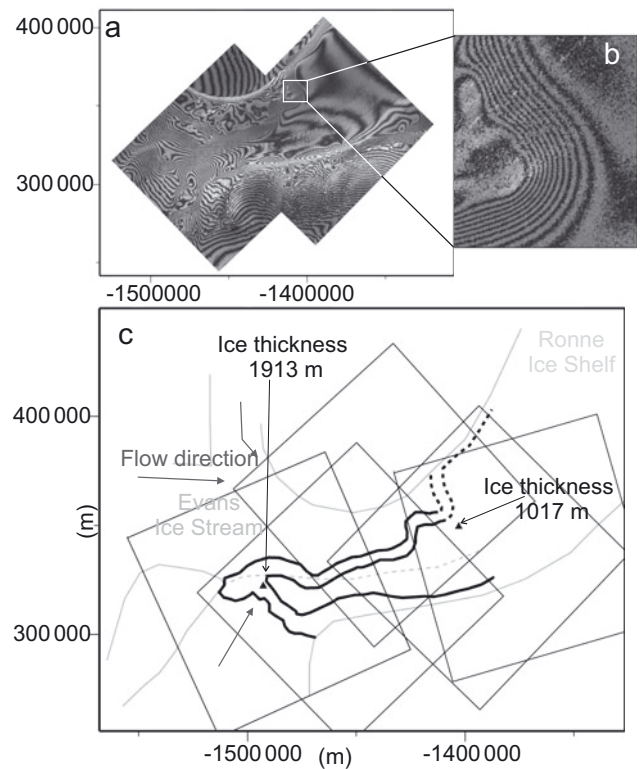 a
b
400 000
300 000
-1500000
-1400000
c
Ice thickness
1913 m
Ronne
Ice Shelf
400 000
Flow direction
Evans
Ice Stream
Ice thickness
1017 m
(m)
300 000
-1500 000
(m)
-1400 000